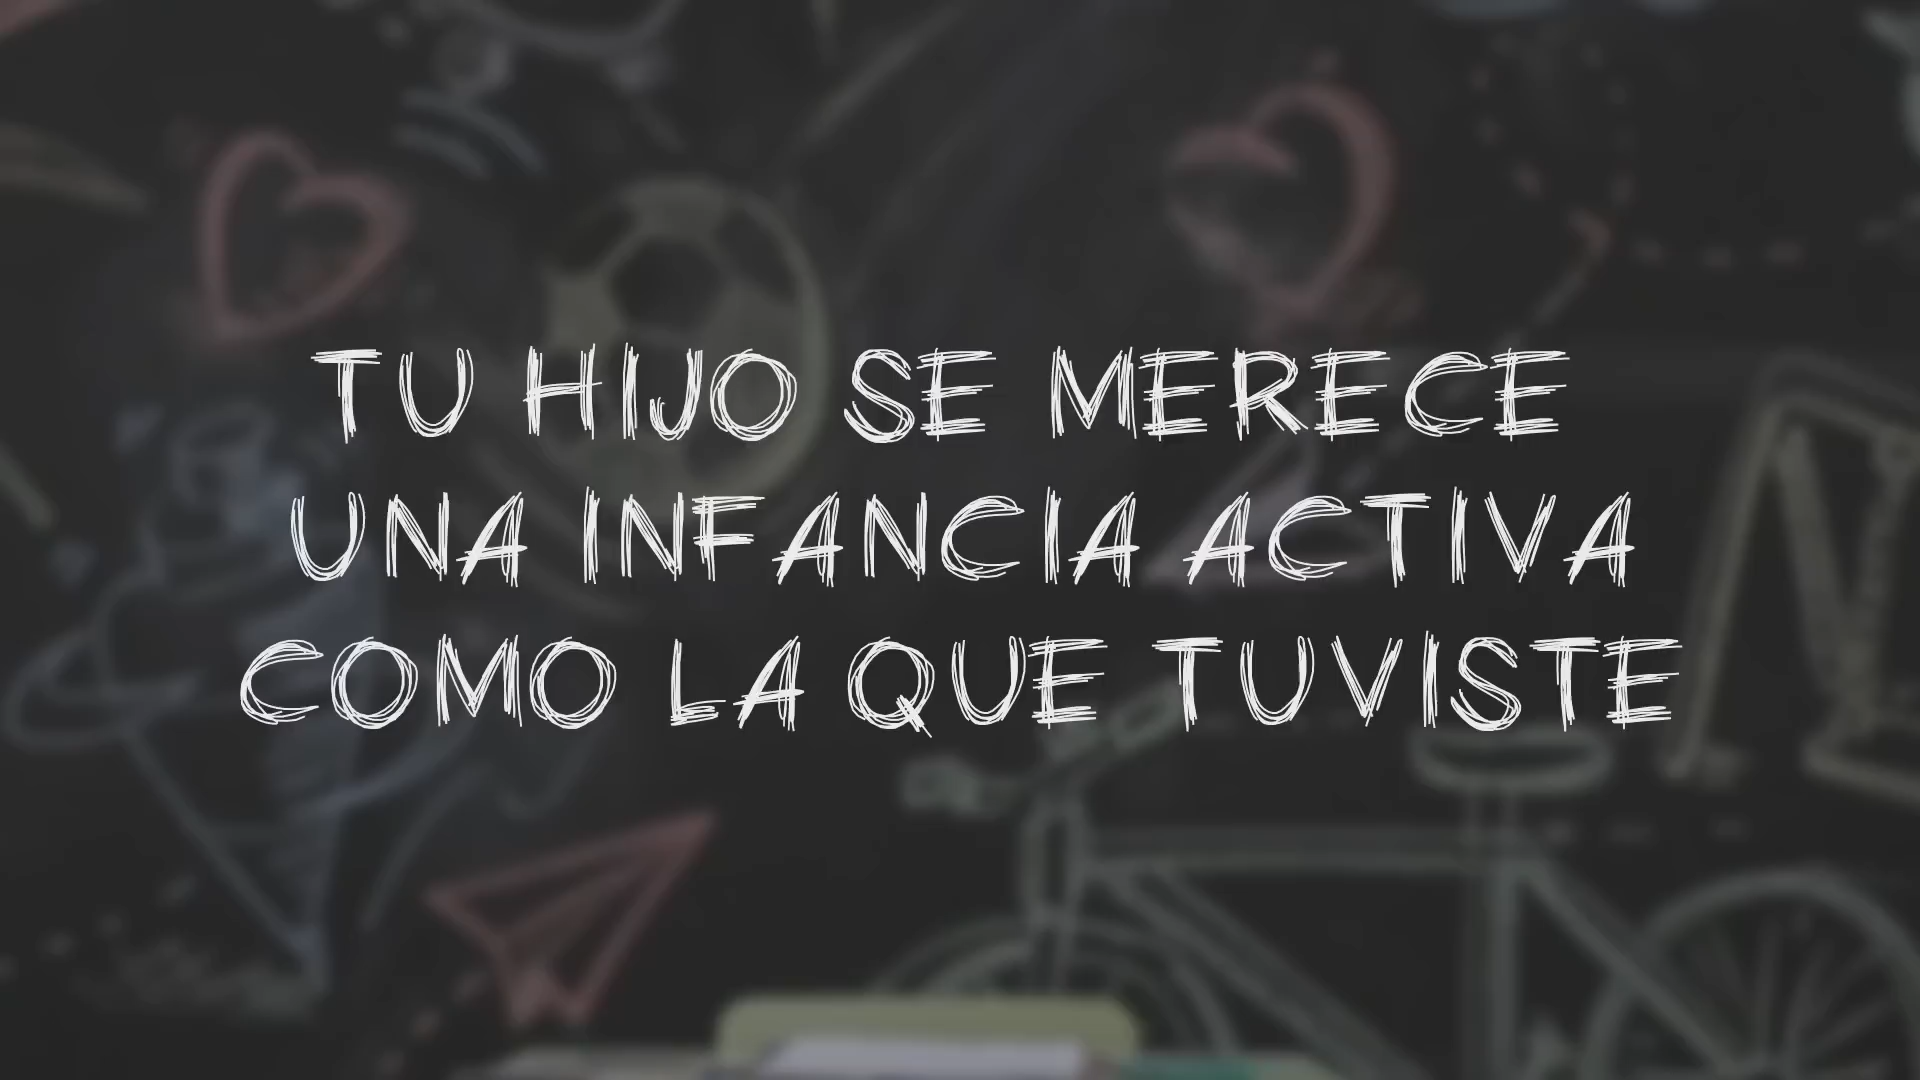 TU HIJO SE MERECE
UNA INFANCIA ACTIVA
COMO LA QUE TUVISTE